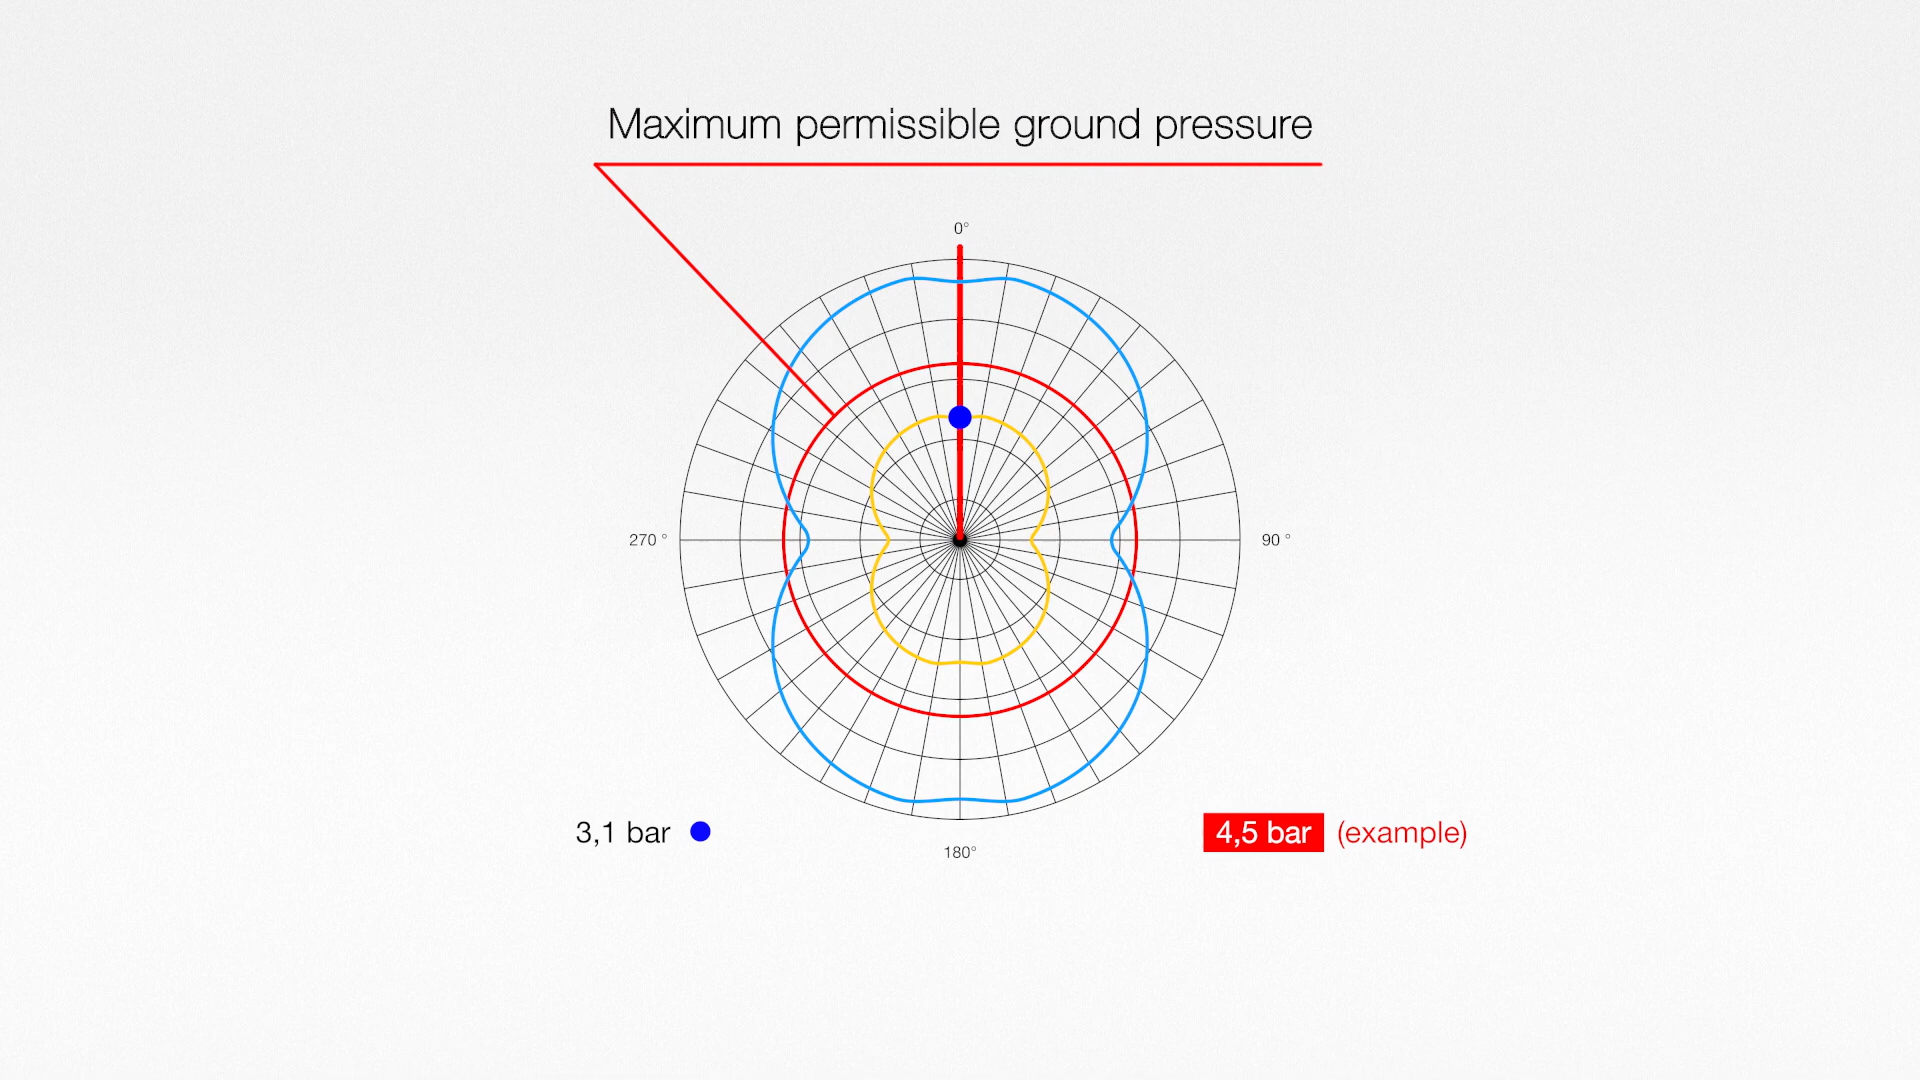 Maximum permissible ground pressure
0°
270 °
90 °
3,1 bar
4,5 bar (example)
180°